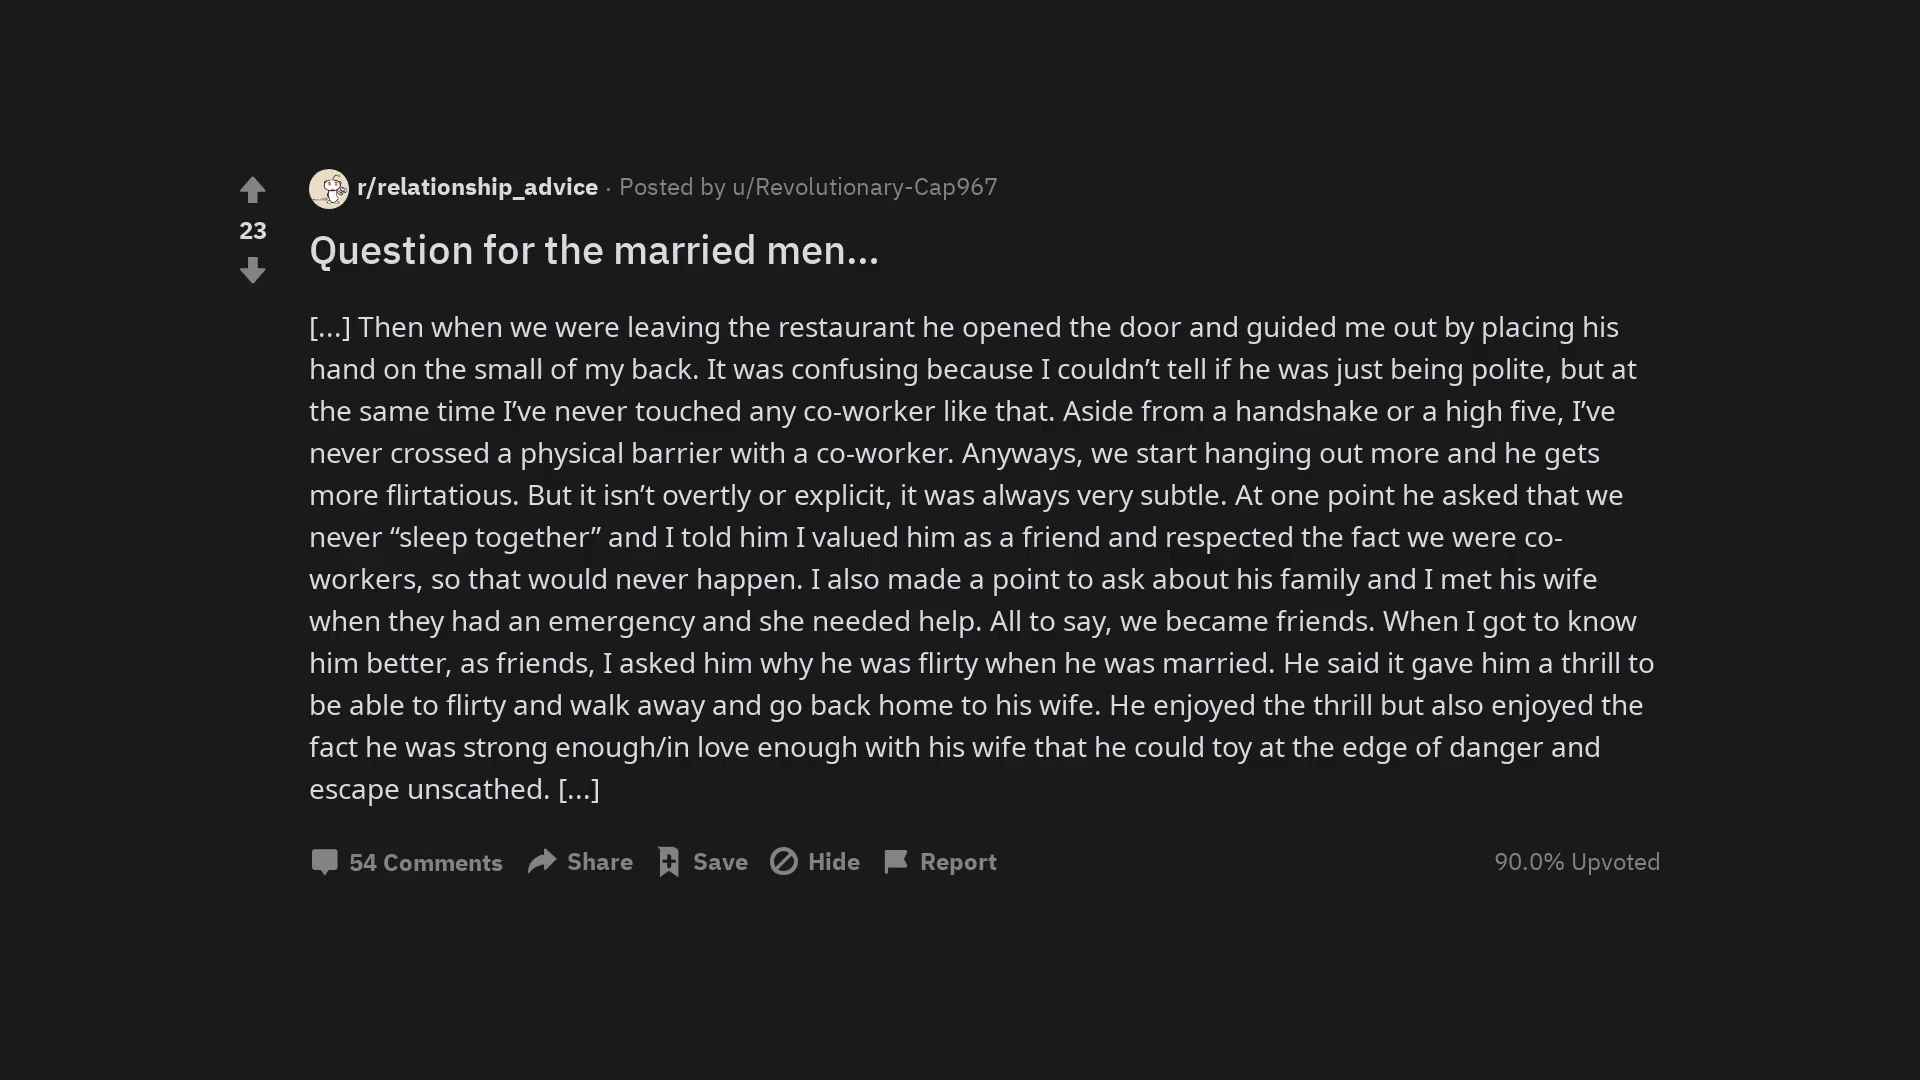 r/relationship_advice · Posted by u/Revolutionary-Cap967
23
Question for the married men...
[...] Then when we were leaving the restaurant he opened the door and guided me out by placing his
hand on the small of my back. It was confusing because I couldn’t tell if he was just being polite, but at
the same time I’ve never touched any co-worker like that. Aside from a handshake or a high five, I’ve
never crossed a physical barrier with a co-worker. Anyways, we start hanging out more and he gets
more flirtatious. But it isn’t overtly or explicit, it was always very subtle. At one point he asked that we
never “sleep together” and I told him I valued him as a friend and respected the fact we were co-
workers, so that would never happen. I also made a point to ask about his family and I met his wife
when they had an emergency and she needed help. All to say, we became friends. When I got to know
him better, as friends, I asked him why he was flirty when he was married. He said it gave him a thrill to
be able to flirty and walk away and go back home to his wife. He enjoyed the thrill but also enjoyed the
fact he was strong enough/in love enough with his wife that he could toy at the edge of danger and
escape unscathed. [...]
54 Comments Share Save Hide Report 90.0% Upvoted